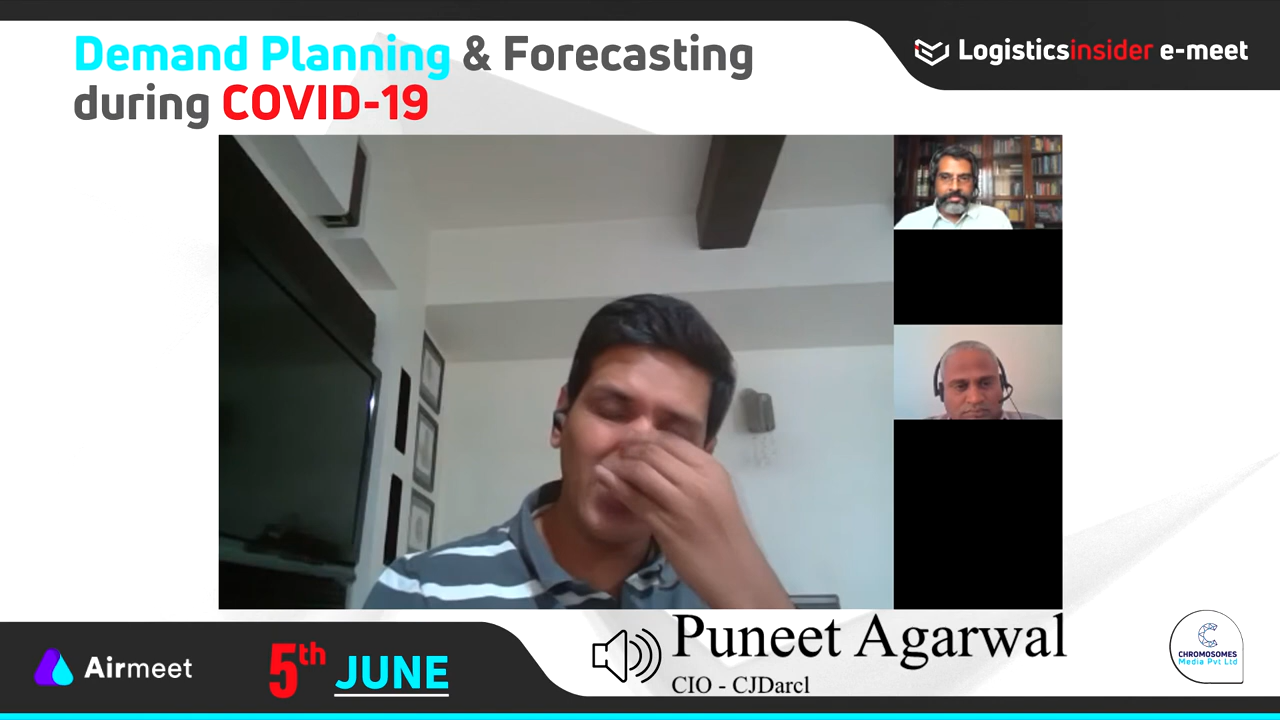 Demand Planning & Forecasting
during COVID-19
Logisticsinsider e-meet
Airmeet
5th JUNE
Puneet Agarwal
CIO - CJDarcl
CHROMOSOMES
Media Pvt Ltd